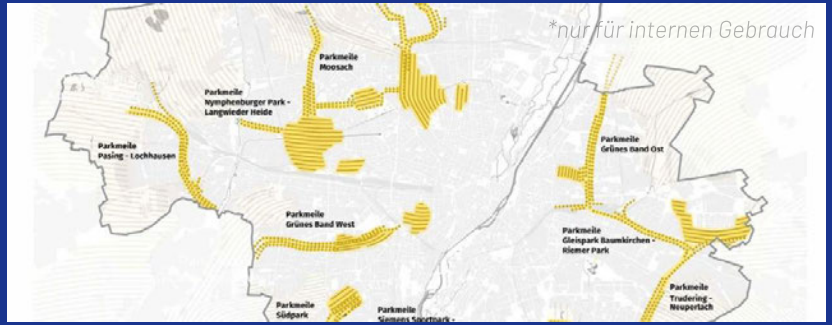 *nur für internen Gebrauch
Parkmeile
Moosach
Parkmeile
Nymphenburger Park -
Langwieder Heide
Parkmeile
Pasing - Lochhausen
Parkmeile
Grünes Band Ost
Parkmeile
Grünes Band West
Parkmeile
Gleispark Baumkirchen -
Riemer Park
Parkmeile
Trudering -
Neuperlach
Parkmeile
Südpark
Parkmeile
Siemens Sportpark -